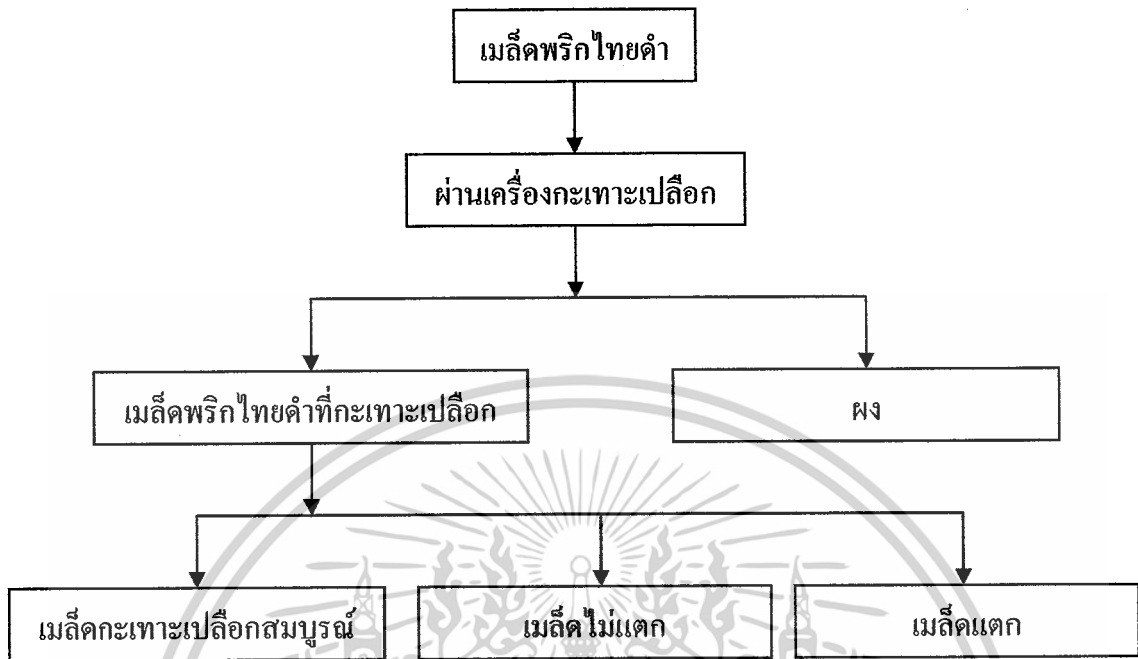 เมล็ดพริกไทยดำ
ผ่านเครื่องกะเทาะเปลือก
เมล็ดพริกไทยดำที่กะเทาะเปลือก
ผง
เมล็ดกะเทาะเปลือกสมบูรณ์
เมล็ดไม่แตก
เมล็ดแตก